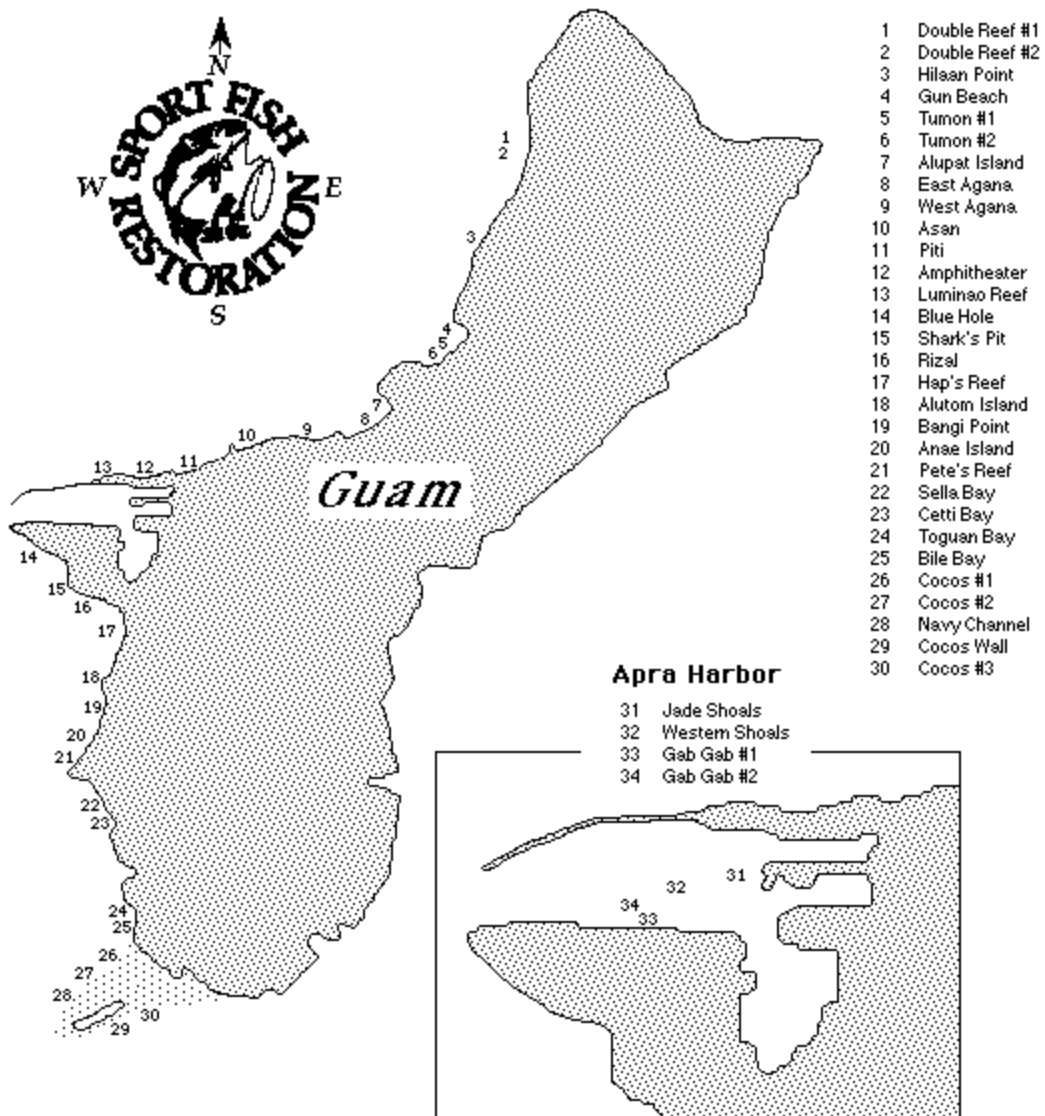 N
W
E
S
SPORT FISH
RESTORATION
Guam
1 Double Reef #1
2 Double Reef #2
3 Hilaan Point
4 Gun Beach
5 Tumon #1
6 Tumon #2
7 Alupat Island
8 East Agana
9 West Agana
10 Asan
11 Piti
12 Amphitheater
13 Luminao Reef
14 Blue Hole
15 Shark's Pit
16 Rizal
17 Hap's Reef
18 Alutom Island
19 Bangi Point
20 Anae Island
21 Pete's Reef
22 Sella Bay
23 Cetti Bay
24 Toguan Bay
25 Bile Bay
26 Cocos #1
27 Cocos #2
28 Navy Channel
29 Cocos Wall
30 Cocos #3
1
2
3
4
5
6
7
8
9
10
11
12
13
14
15
16
17
18
19
20
21
22
23
24
25
26
27
28
29
30
Apra Harbor
31 Jade Shoals
32 Western Shoals
33 Gab Gab #1
34 Gab Gab #2
31
32
34
33